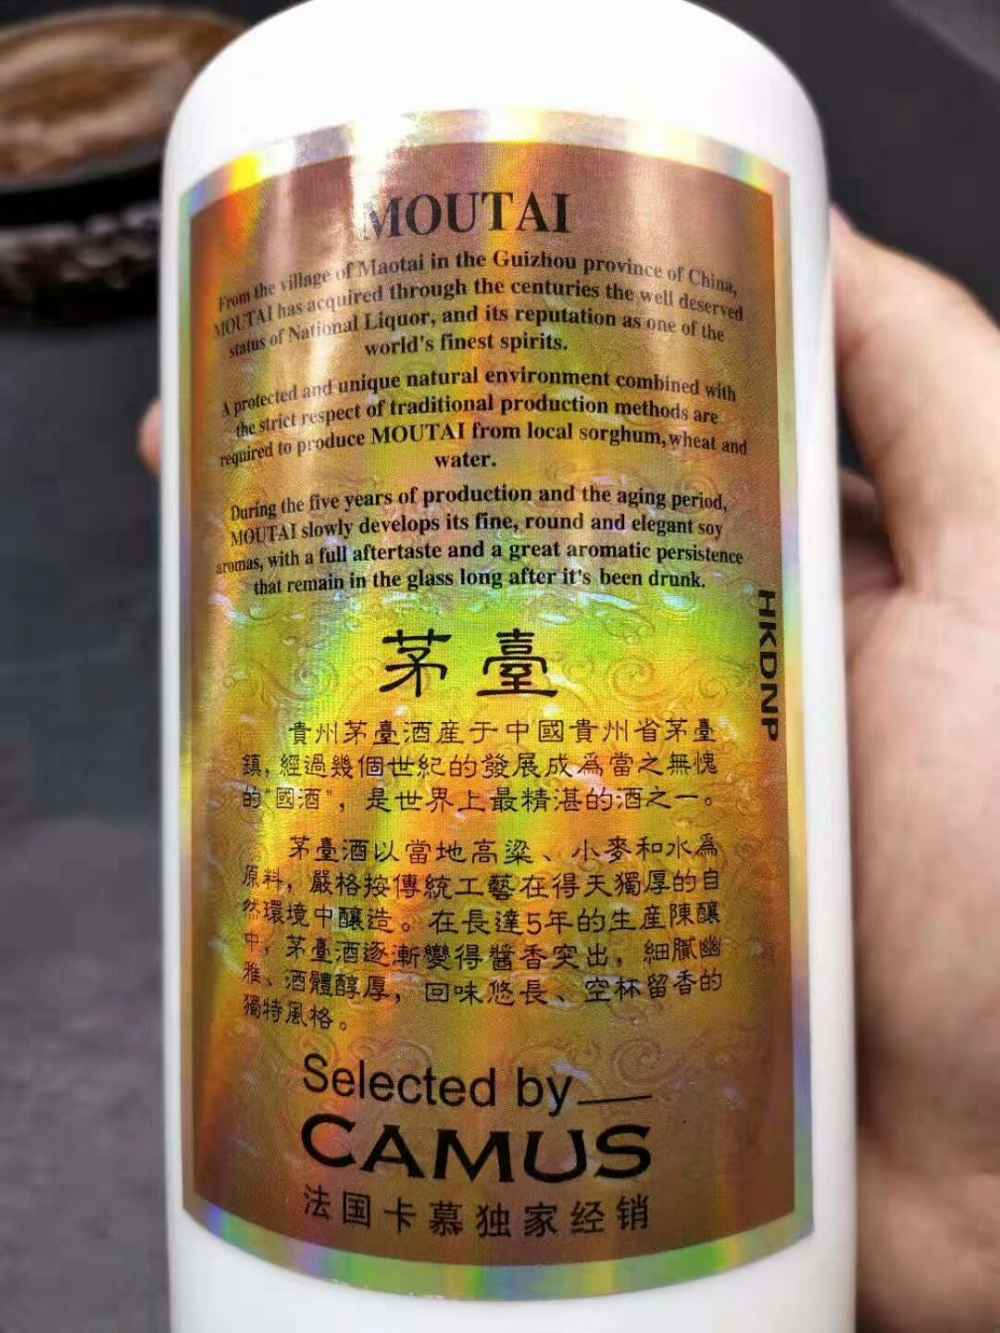 MOUTAI
From the village of Maotai in the Guizhou province of China,
MOUTAI has acquired through the centuries the well deserved
status of National Liquor, and its reputation as one of the
world's finest spirits.
A protected and unique natural environment combined with
the strict respect of traditional production methods are
required to produce MOUTAI from local sorghum, wheat and
water.
During the five years of production and the aging period,
MOUTAI slowly develops its fine, round and elegant soy
aromas, with a full aftertaste and a great aromatic persistence
that remain in the glass long after it's been drunk.
HKDNP
茅臺
貴州茅臺酒産于中國貴州省茅臺
鎮，經過幾個世紀的發展成爲當之無愧
的"國酒"，是世界上最精湛的酒之一。
茅臺酒以當地高粱、小麥和水爲
原料，嚴格按傳統工藝在得天獨厚的自
然環境中釀造。在長達5年的生産陳釀
中，茅臺酒逐漸變得醬香突出，細膩幽
雅、酒體醇厚，回味悠長、空杯留香的
獨特風格。
Selected by
CAMUS
法国卡慕独家经销